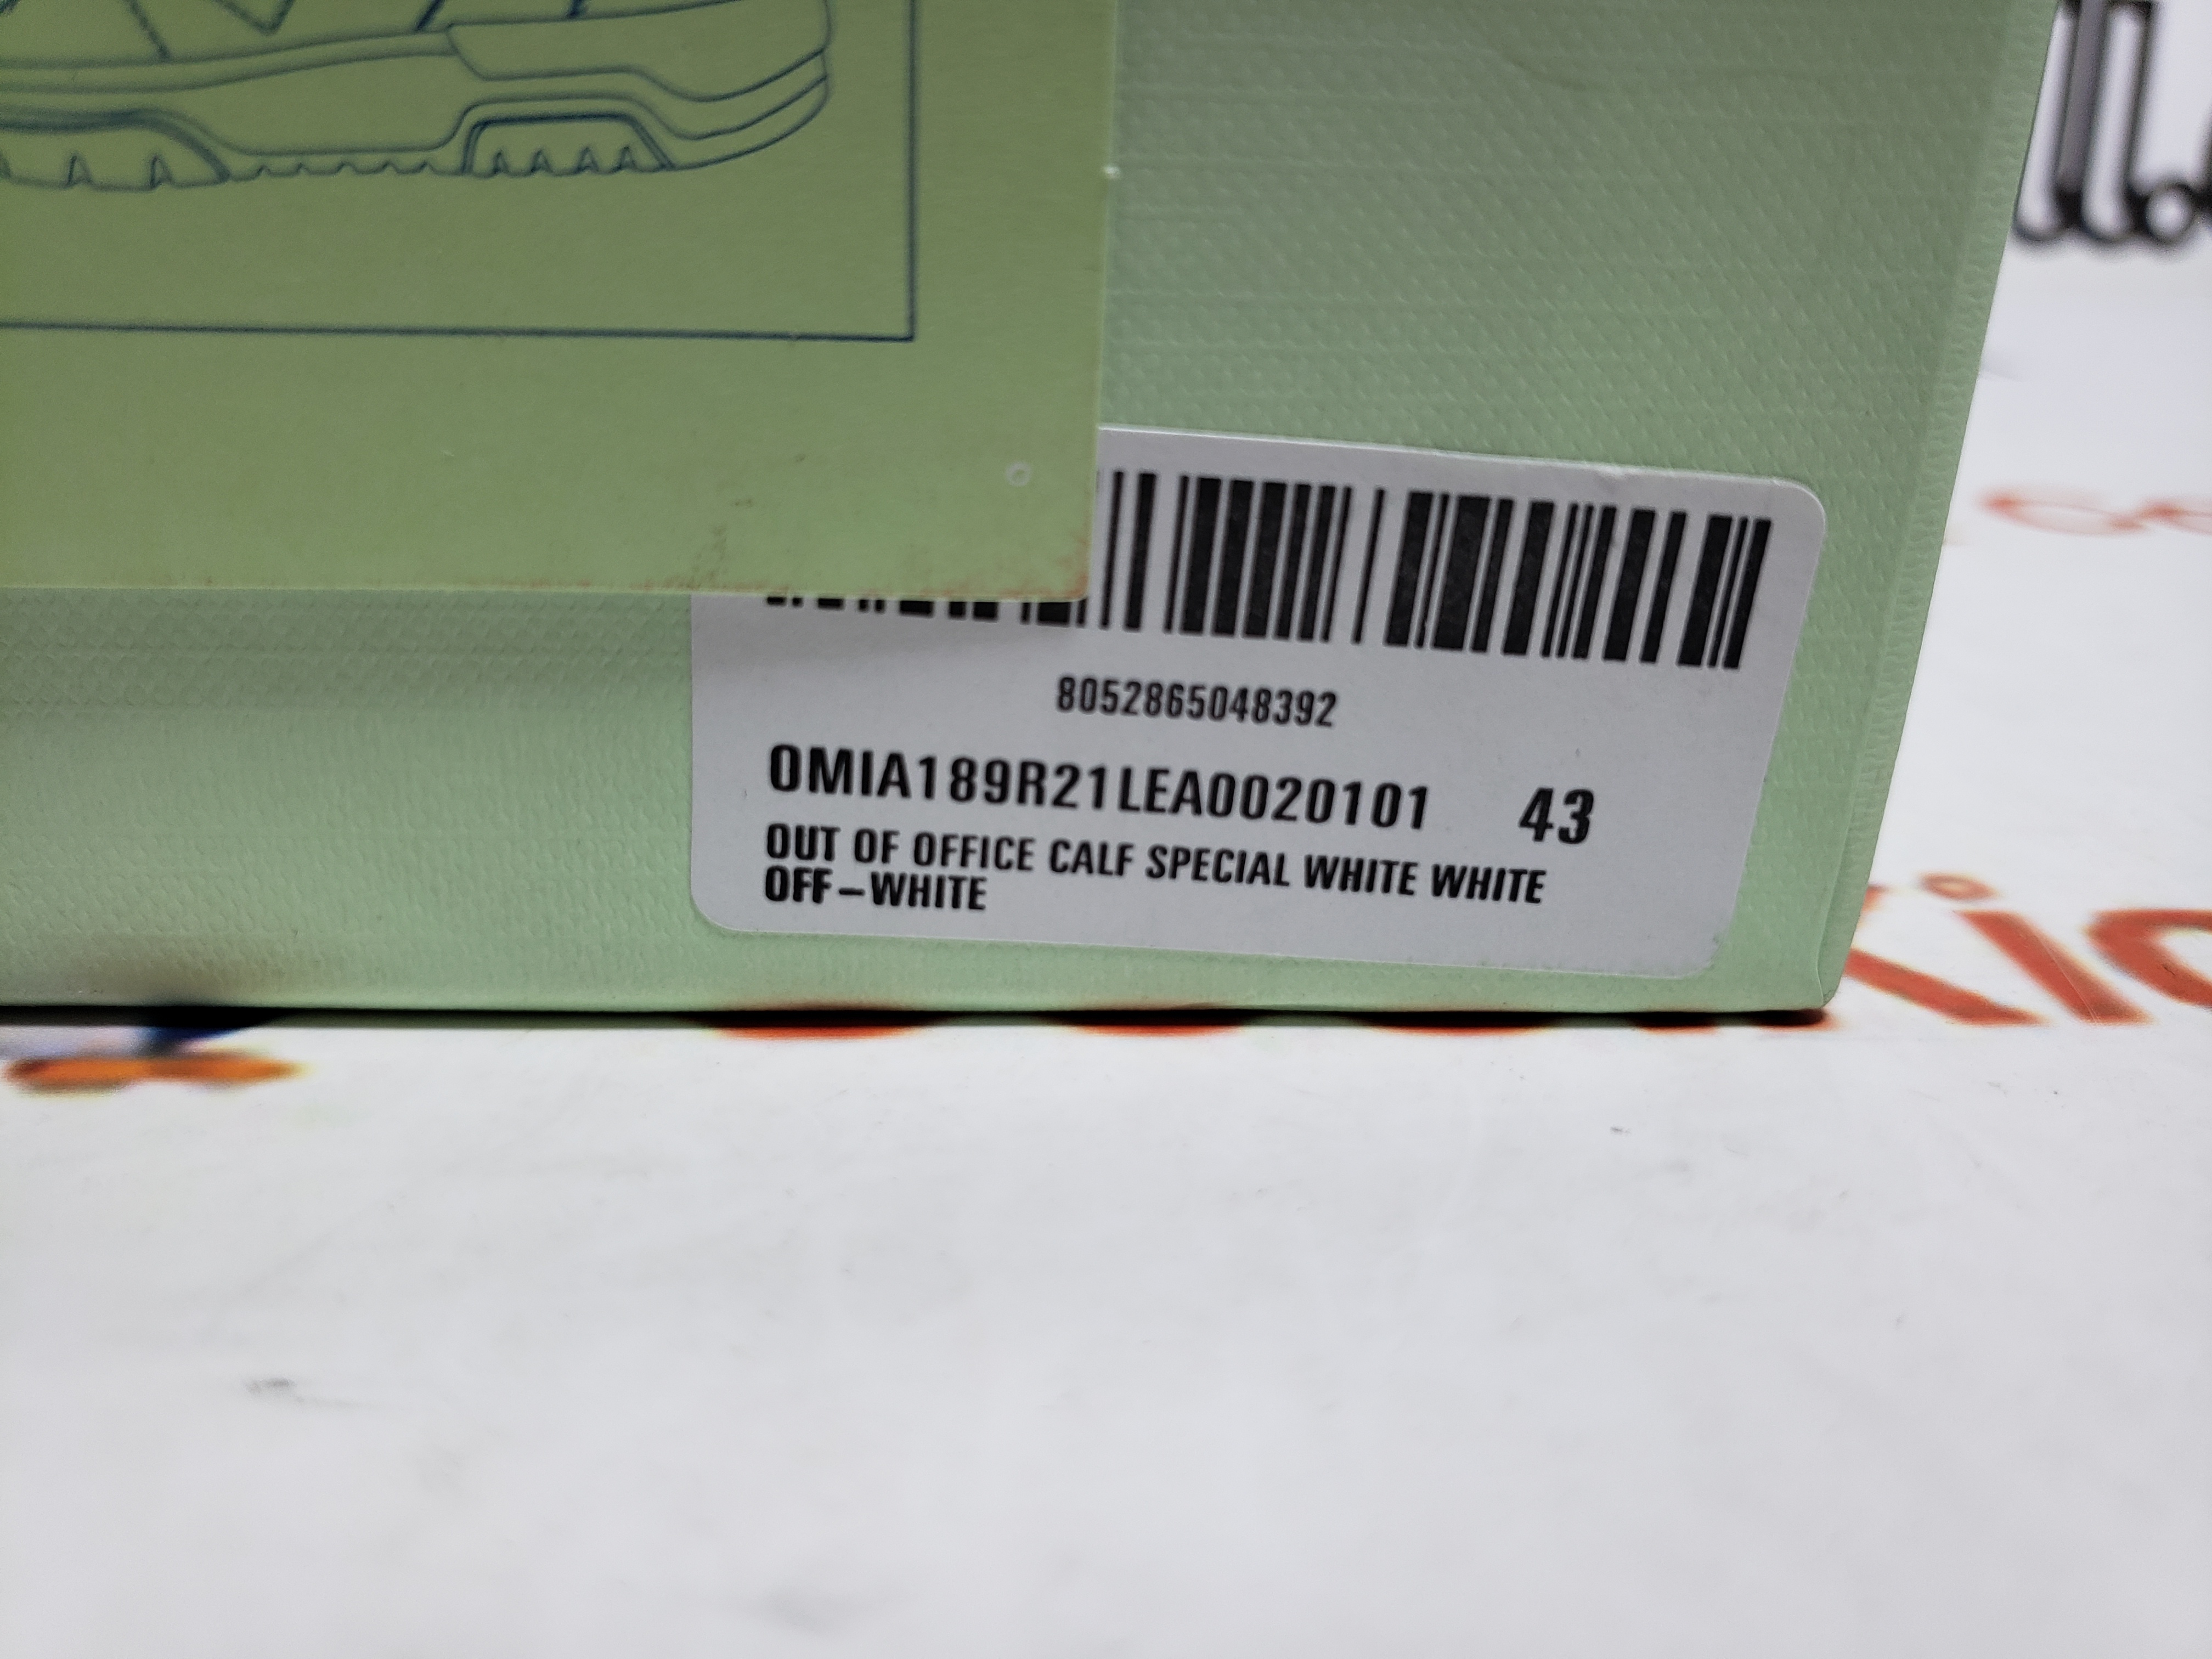 8052865048392
OMIA189R21LEA0020101 43
OUT OF OFFICE CALF SPECIAL WHITE WHITE
OFF-WHITE